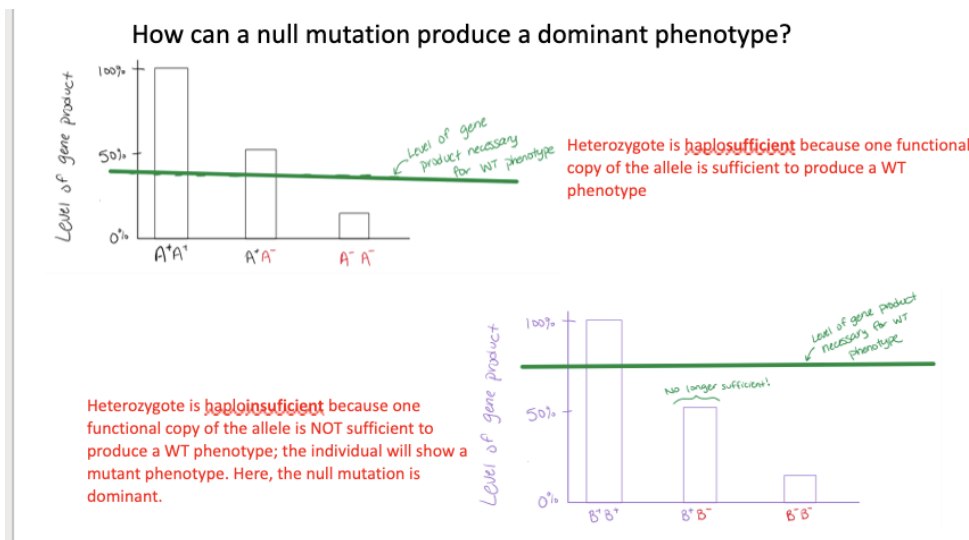 How can a null mutation produce a dominant phenotype?
Level of gene product
100%
50%
0%
A⁺A⁺
A⁺A⁻
A⁻A⁻
Level of gene
product necessary
for WT phenotype
Heterozygote is haplosufficient because one functional
copy of the allele is sufficient to produce a WT
phenotype
Heterozygote is haploinsuficient because one
functional copy of the allele is NOT sufficient to
produce a WT phenotype; the individual will show a
mutant phenotype. Here, the null mutation is
dominant.
Level of gene product
100%
50%
0%
B⁺B⁺
B⁺B⁻
B⁻B⁻
No longer sufficient!
Level of gene product
necessary for WT
phenotype